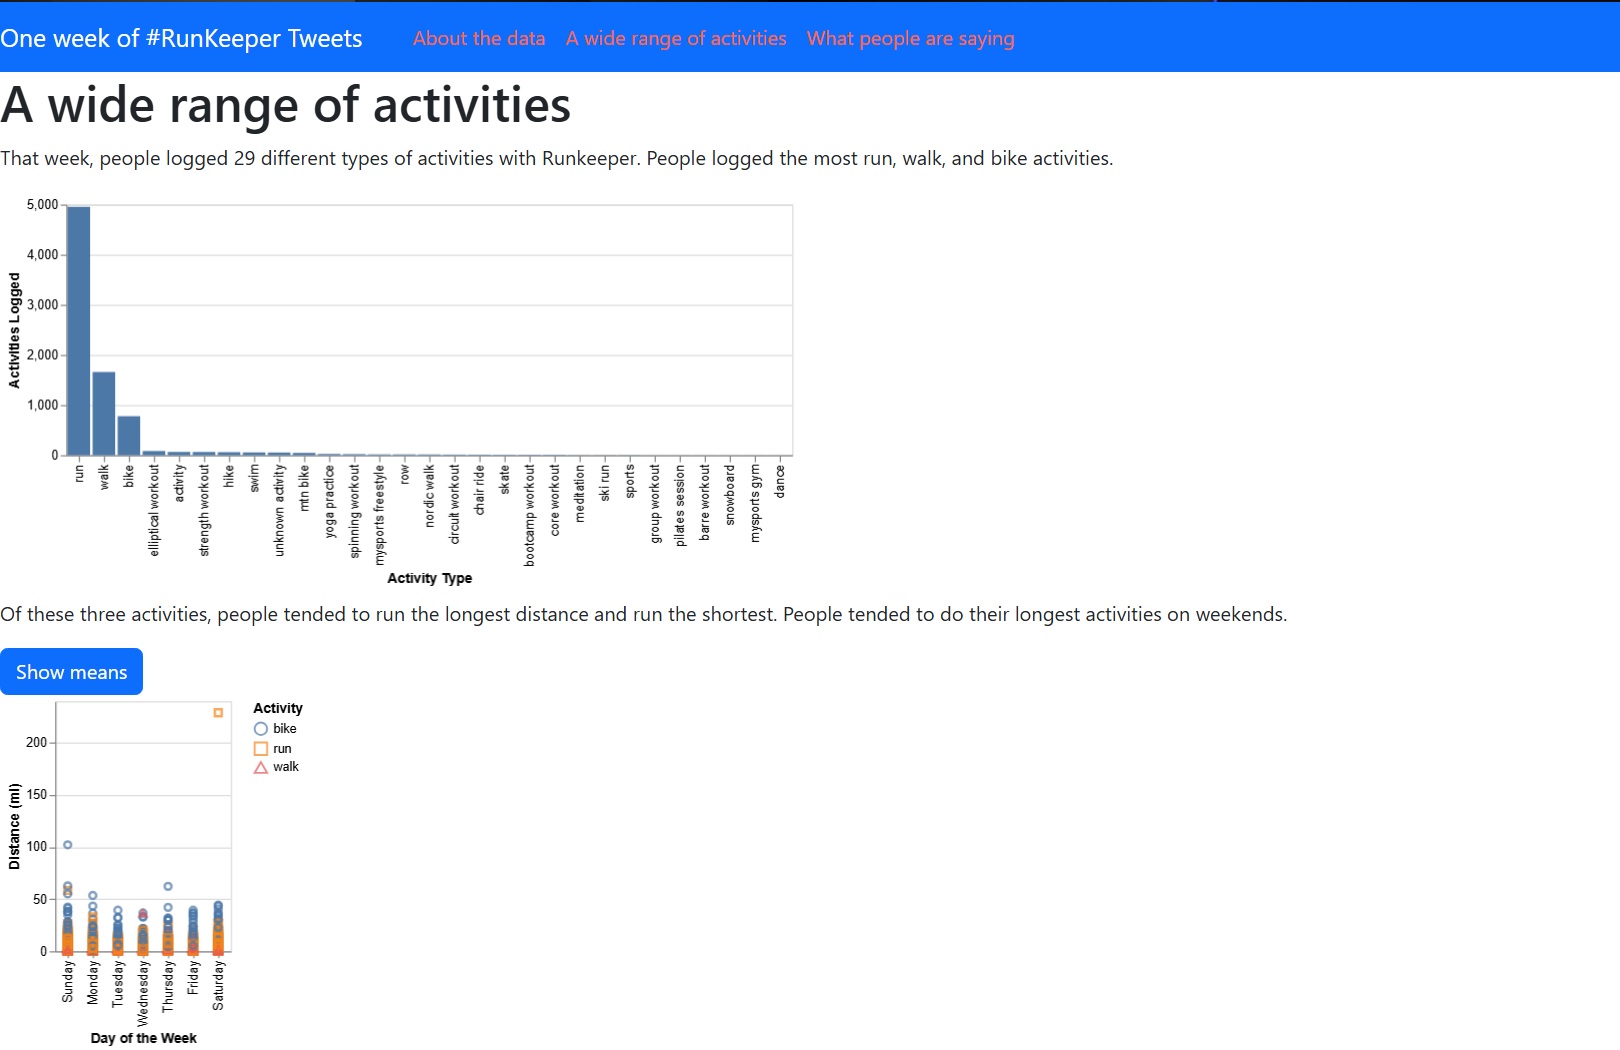 One week of #RunKeeper Tweets About the data A wide range of activities What people are saying
A wide range of activities
That week, people logged 29 different types of activities with Runkeeper. People logged the most run, walk, and bike activities.
5,000
4,000
3,000
2,000
1,000
0
Activities Logged
run
walk
bike
elliptical workout
activity
strength workout
hike
swim
unknown activity
mtn bike
yoga practice
spinning workout
mysports freestyle
row
nordic walk
circuit workout
chair ride
skate
bootcamp workout
core workout
meditation
ski run
sports
group workout
pilates session
barre workout
snowboard
mysports gym
dance
Activity Type
Of these three activities, people tended to run the longest distance and run the shortest. People tended to do their longest activities on weekends.
Show means
200
150
100
50
0
Distance (mi)
Sunday
Monday
Tuesday
Wednesday
Thursday
Friday
Saturday
Day of the Week
Activity
bike
run
walk